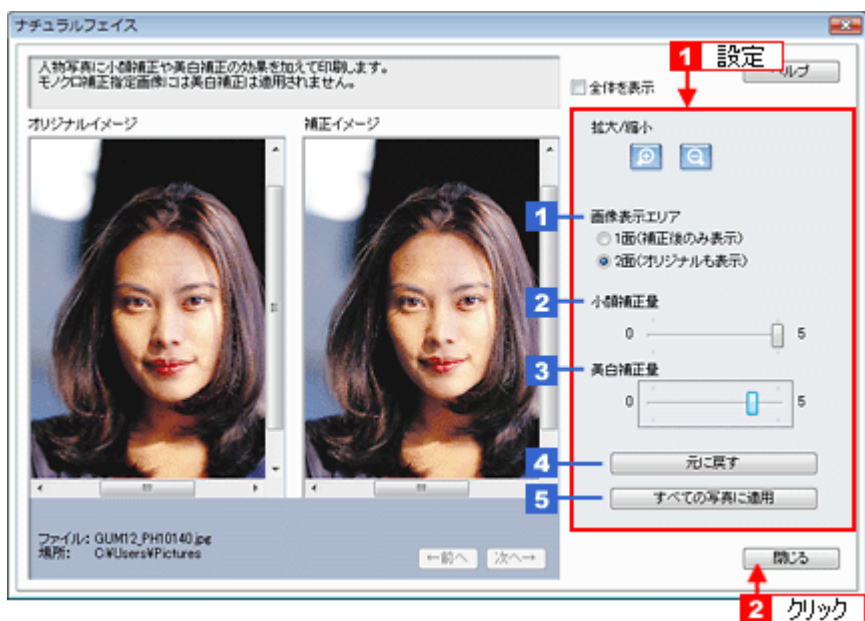 ナチュラルフェイス
人物写真に小顔補正や美白補正の効果を加えて印刷します。
モノクロ補正指定画像には美白補正は適用されません。
1 設定
ヘルプ
全体を表示
オリジナルイメージ
補正イメージ
拡大/縮小
1 画像表示エリア
1面(補正後のみ表示)
2面(オリジナルも表示)
2 小顔補正量
0 5
3 美白補正量
0 5
4 元に戻す
5 すべての写真に適用
ファイル: GUM12_PH10140.jpg
場所: C:¥Users¥Pictures
←前へ 次へ→
閉じる
2 クリック